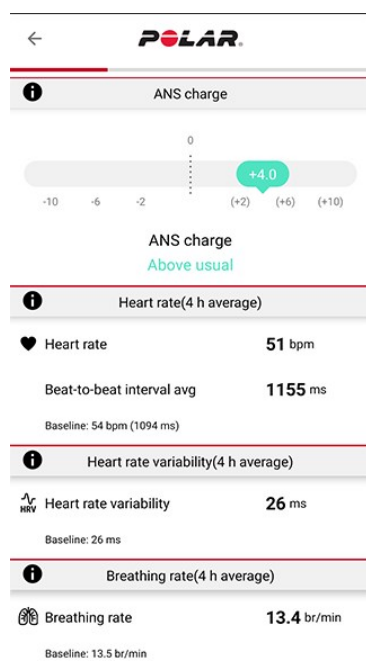 POLAR.
ANS charge
0
+4.0
-10 -6 -2 (+2) (+6) (+10)
ANS charge
Above usual
Heart rate(4 h average)
Heart rate 51 bpm
Beat-to-beat interval avg 1155 ms
Baseline: 54 bpm (1094 ms)
Heart rate variability(4 h average)
HRV Heart rate variability 26 ms
Baseline: 26 ms
Breathing rate(4 h average)
Breathing rate 13.4 br/min
Baseline: 13.5 br/min